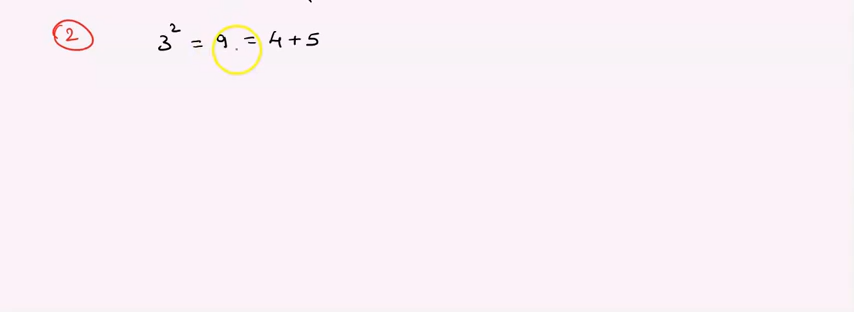 2 3² = 9 = 4 + 5